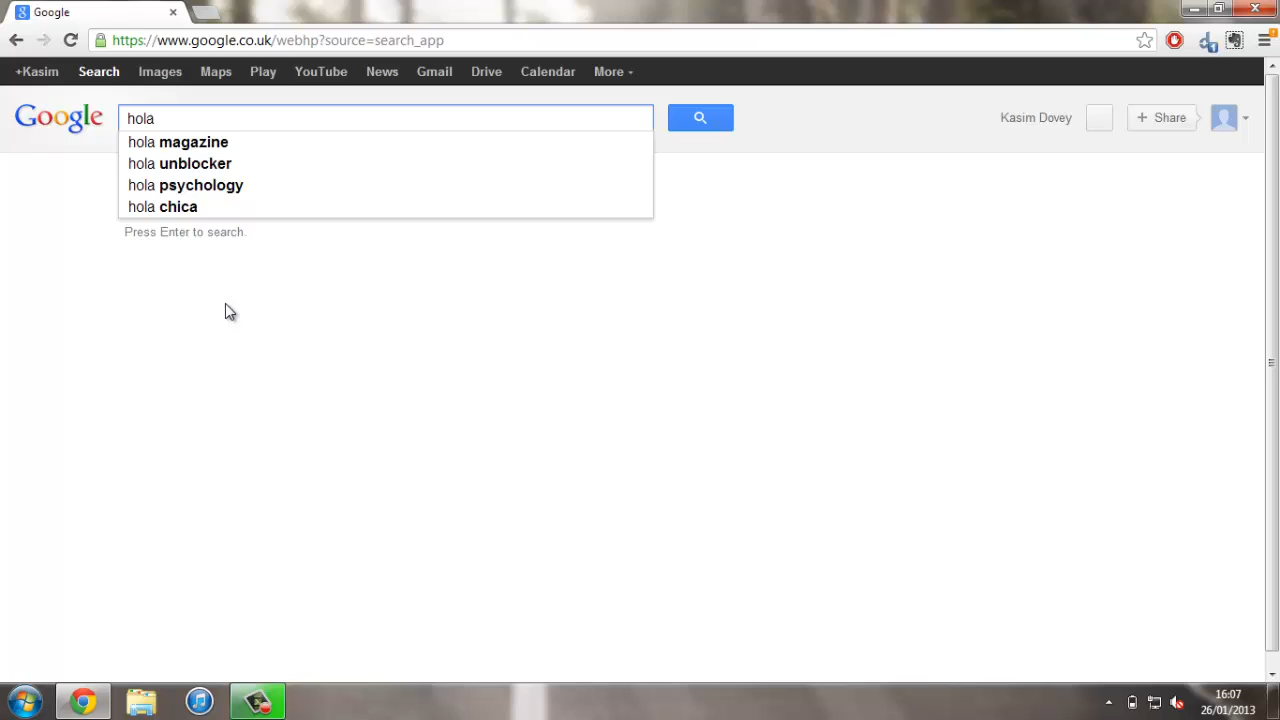 Google
https://www.google.co.uk/webhp?source=search_app
+Kasim Search Images Maps Play YouTube News Gmail Drive Calendar More
Google hola Kasim Dovey + Share
hola magazine
hola unblocker
hola psychology
hola chica
Press Enter to search.
16:07
26/01/2013